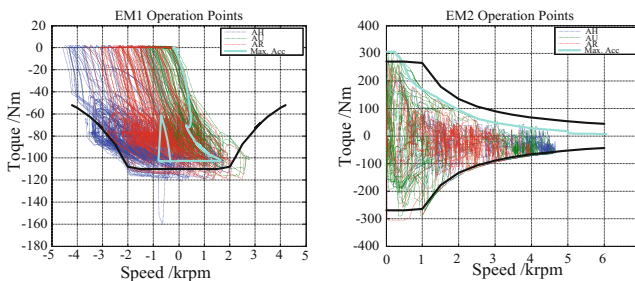 EM1 Operation Points
AH
AU
AR
Max. Acc
20
0
-20
-40
-60
-80
-100
-120
-140
-160
-180
Toque /Nm
-5 -4 -3 -2 -1 0 1 2 3 4 5
Speed /krpm
EM2 Operation Points
AH
AU
AR
Max. Acc
400
300
200
100
0
-100
-200
-300
-400
Toque /Nm
0 1 2 3 4 5 6
Speed /krpm